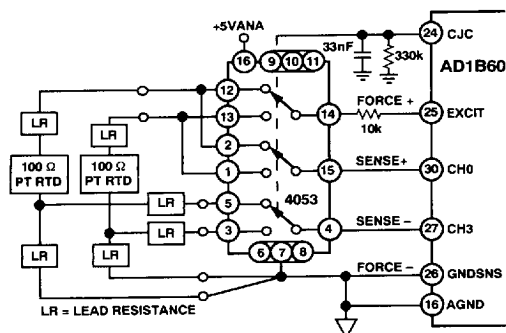 +5VANA
16
9 10 11
33nF
330k
24
CJC
AD1B60
12
13
14
FORCE +
10k
25
EXCIT
LR
LR
2
100 Ω
PT RTD
100 Ω
PT RTD
1
15
SENSE+
30
CH0
LR
5
4053
LR
3
4
SENSE –
27
CH3
LR
LR
6 7 8
FORCE –
26
GNDSNS
LR = LEAD RESISTANCE
16
AGND